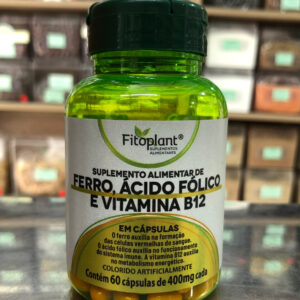 Fitoplant®
SUPLEMENTOS
ALIMENTARES
SUPLEMENTO ALIMENTAR DE
FERRO, ÁCIDO FÓLICO
E VITAMINA B12
EM CÁPSULAS
O ferro auxilia na formação
das células vermelhas do sangue.
O ácido fólico auxilia no funcionamento
do sistema imune. A vitamina B12 auxilia
no metabolismo energético.
COLORIDO ARTIFICIALMENTE
Contém 60 cápsulas de 400mg cada